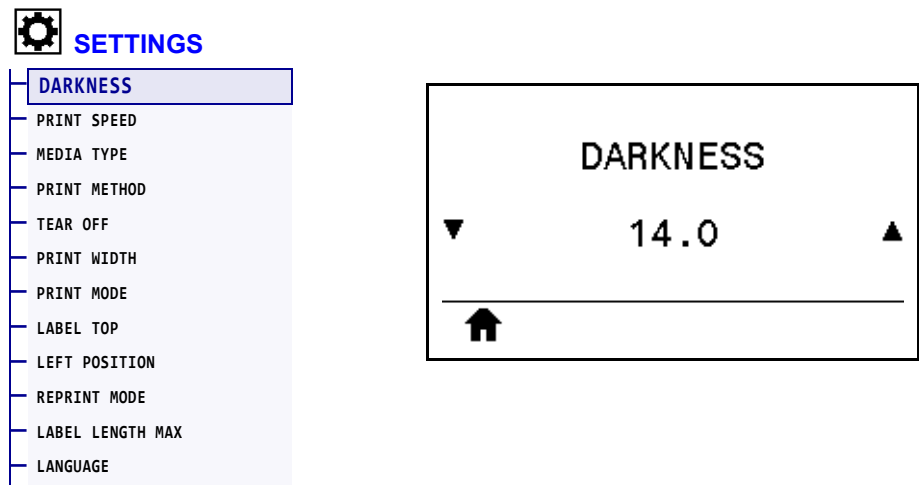 SETTINGS
DARKNESS
PRINT SPEED
MEDIA TYPE
PRINT METHOD
TEAR OFF
PRINT WIDTH
PRINT MODE
LABEL TOP
LEFT POSITION
REPRINT MODE
LABEL LENGTH MAX
LANGUAGE
DARKNESS
14.0